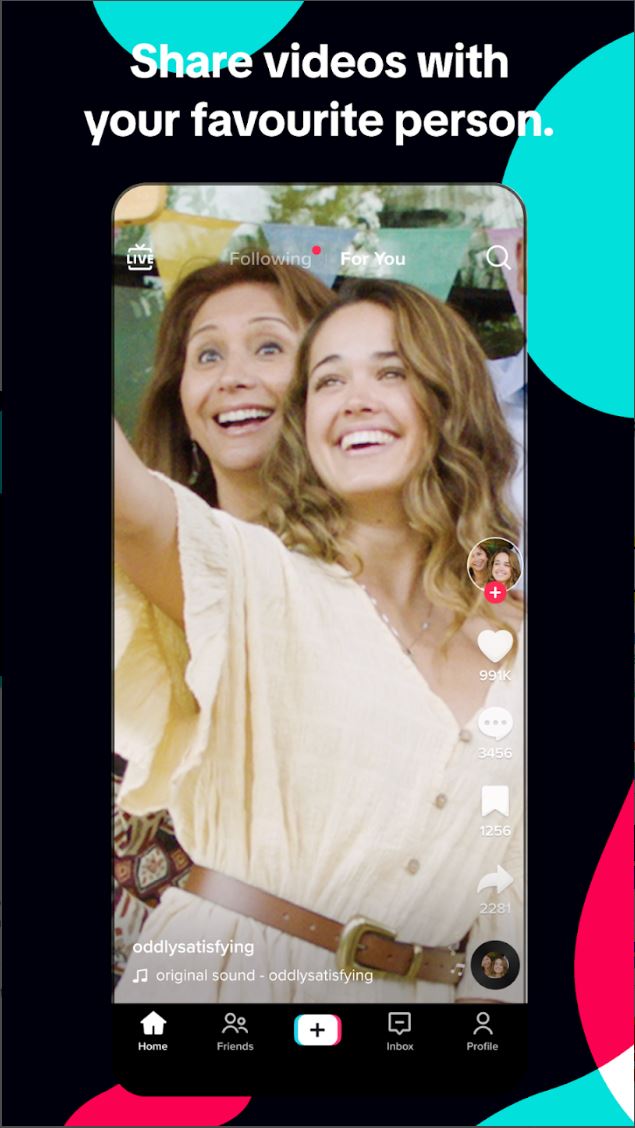 Share videos with
your favourite person.
LIVE
Following
For You
991K
3456
1256
2281
oddlysatisfying
original sound - oddlysatisfying
Home
Friends
Inbox
Profile